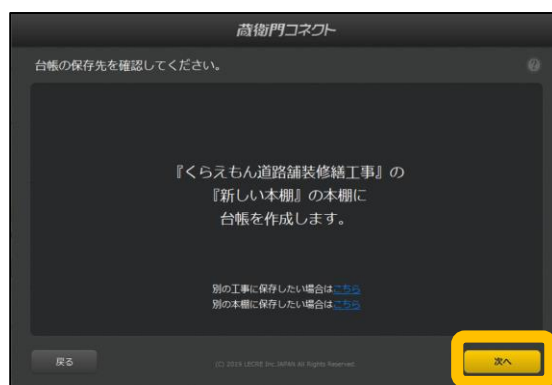 蔵衛門コネクト
台帳の保存先を確認してください。
?
『くらえもん道路舗装修繕工事』の
『新しい本棚』の本棚に
台帳を作成します。
別の工事に保存したい場合はこちら
別の本棚に保存したい場合はこちら
戻る
(C) 2019 LECRE Inc.JAPAN All Rights Reserved.
次へ